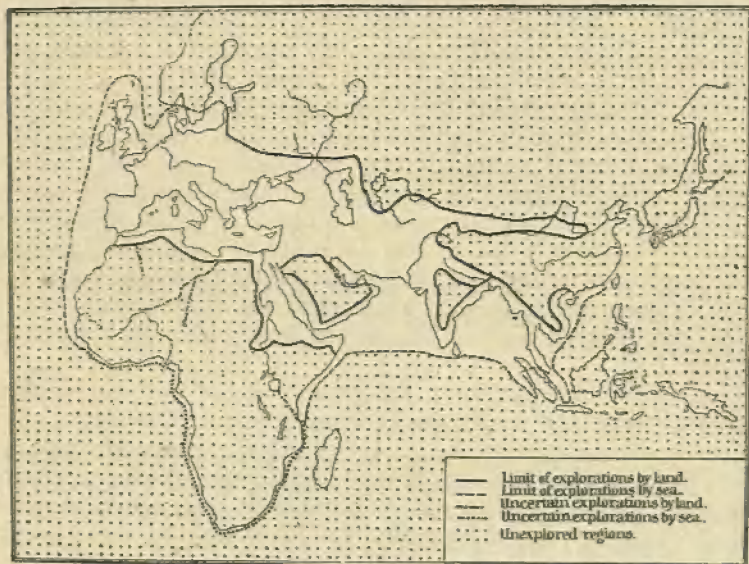 Limit of explorations by land.
Limit of explorations by sea.
Uncertain explorations by land.
Uncertain explorations by sea.
Unexplored regions.